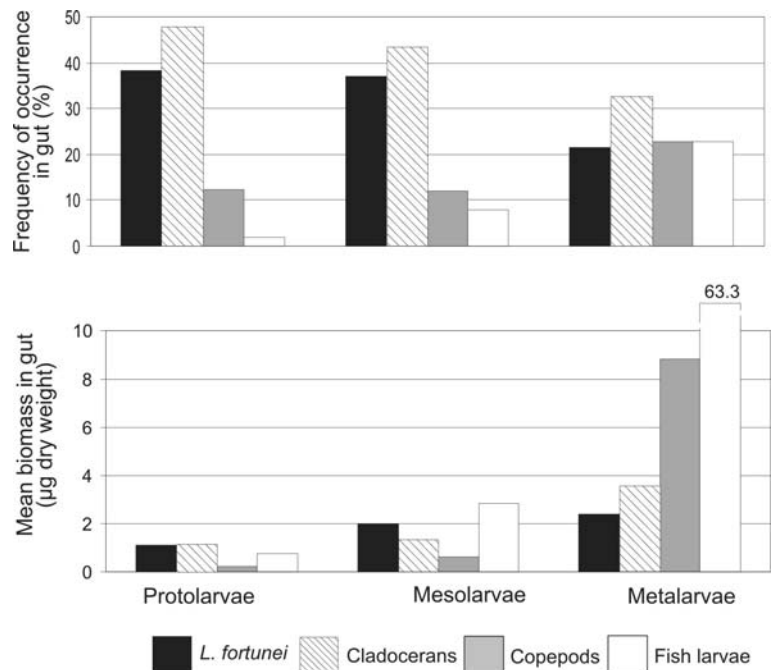 Frequency of occurrence
in gut (%)
50
40
30
20
10
0
63.3
Mean biomass in gut
(µg dry weight)
10
8
6
4
2
0
Protolarvae Mesolarvae Metalarvae
L. fortunei Cladocerans Copepods Fish larvae